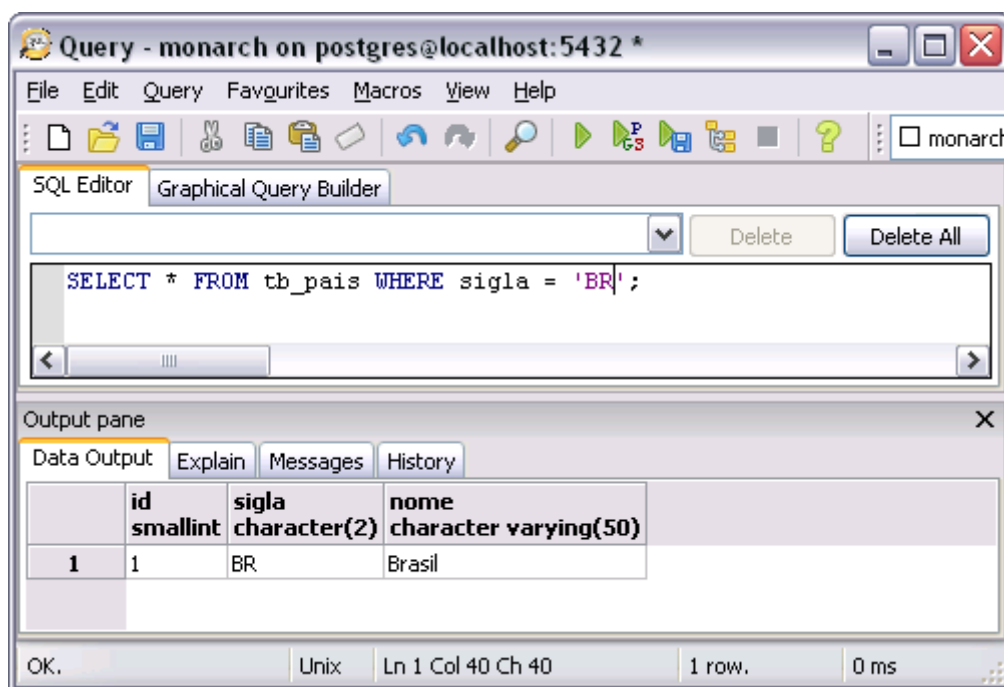 Query - monarch on postgres@localhost:5432 *
File Edit Query Favourites Macros View Help
monarch
SQL Editor Graphical Query Builder
Delete Delete All
SELECT * FROM tb_pais WHERE sigla = 'BR';
Output pane
Data Output Explain Messages History
id sigla nome
smallint character(2) character varying(50)
1 1 BR Brasil
OK. Unix Ln 1 Col 40 Ch 40 1 row. 0 ms